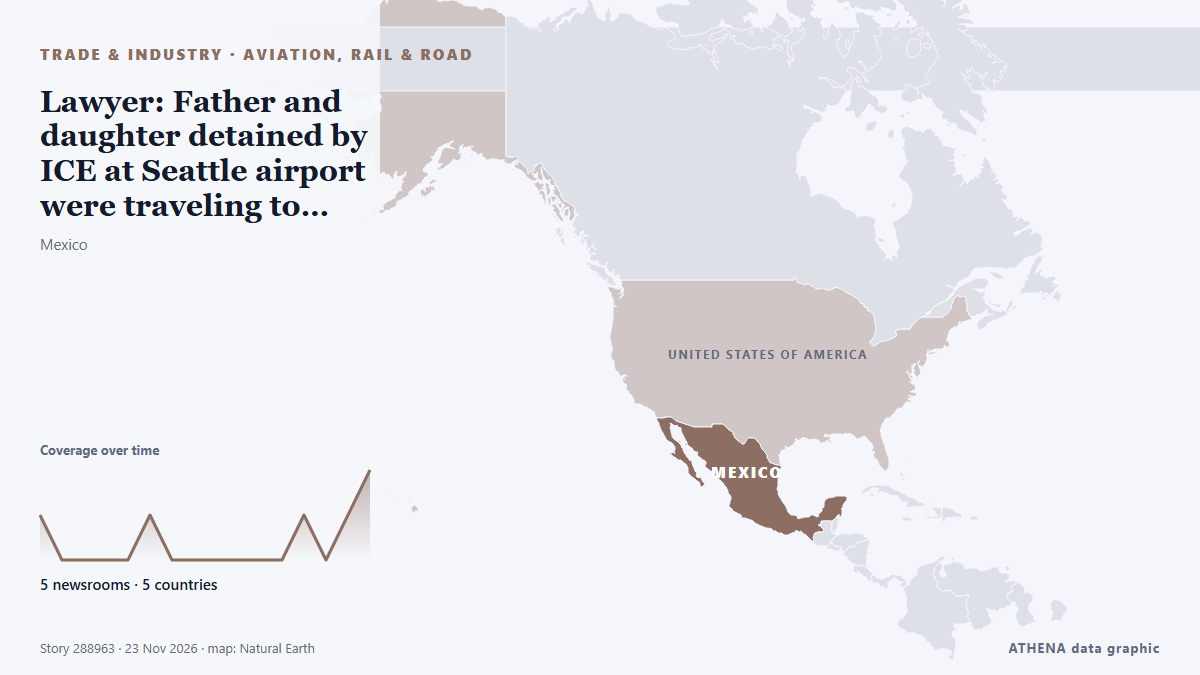 TRADE & INDUSTRY · AVIATION, RAIL & ROAD
Lawyer: Father and
daughter detained by
ICE at Seattle airport
were traveling to...
Mexico
UNITED STATES OF AMERICA
MEXICO
Coverage over time
5 newsrooms · 5 countries
Story 288963 · 23 Nov 2026 · map: Natural Earth
ATHENA data graphic